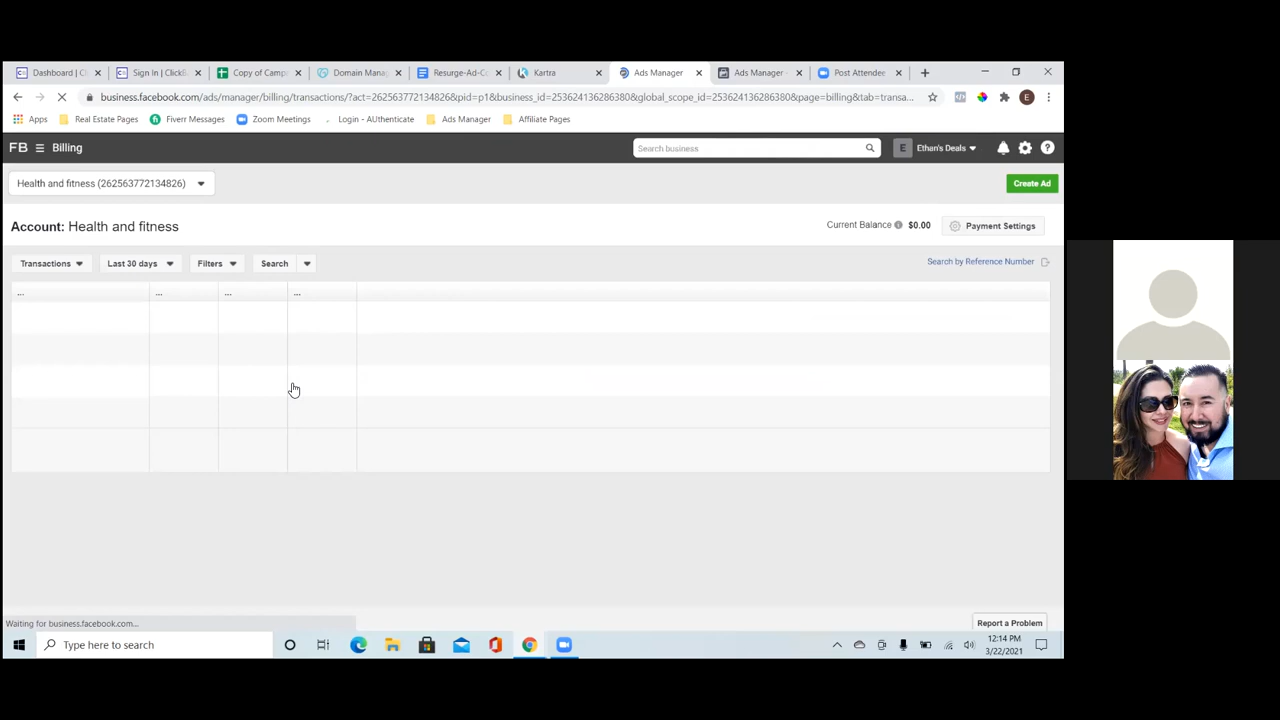 Dashboard | Cl
Sign In | ClickB
Copy of Camp
Domain Mana
Resurge-Ad-Co
Kartra
Ads Manager
Ads Manager -
Post Attendee
business.facebook.com/ads/manager/billing/transactions/?act=262563772134826&pid=p1&business_id=253624136286380&global_scope_id=253624136286380&page=billing&tab=transa...
Apps
Real Estate Pages
Fiverr Messages
Zoom Meetings
Login - AUthenticate
Ads Manager
Affiliate Pages
FB
Billing
Search business
E
Ethan's Deals
Health and fitness (262563772134826)
Create Ad
Account: Health and fitness
Current Balance $0.00
Payment Settings
Transactions
Last 30 days
Filters
Search
Search by Reference Number
... ... ... ...
Waiting for business.facebook.com...
Report a Problem
Type here to search
12:14 PM
3/22/2021